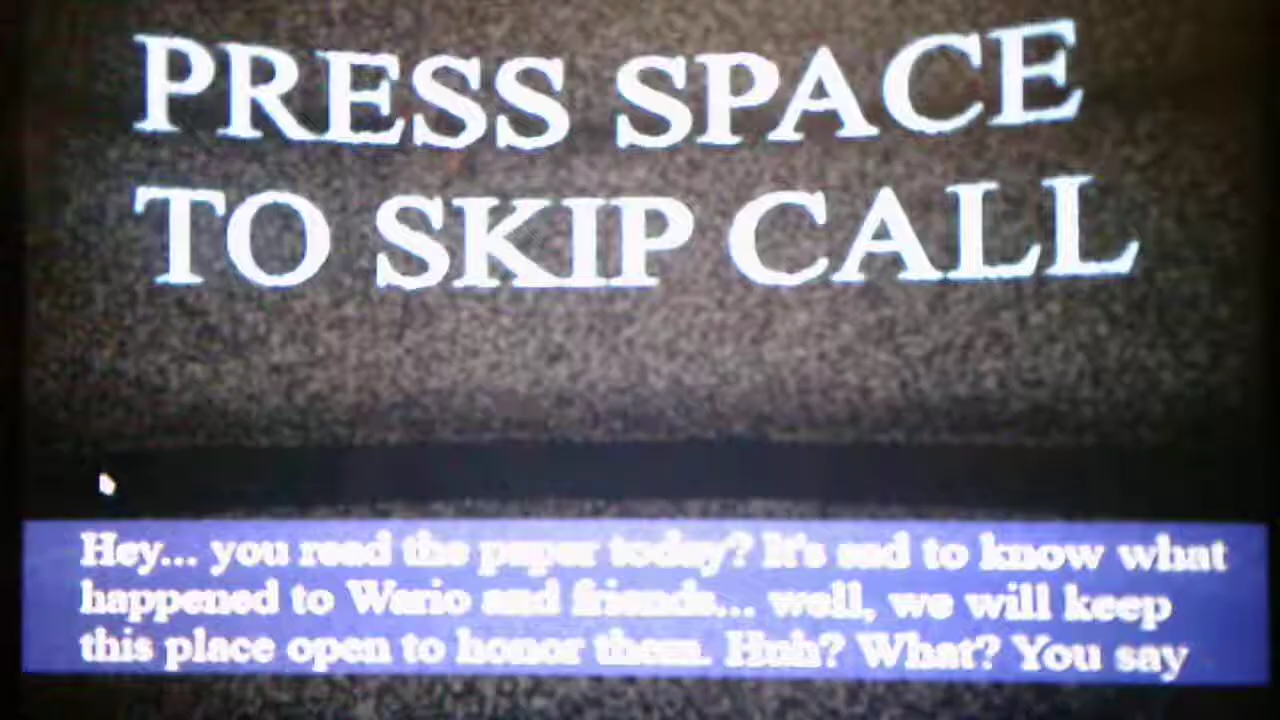 PRESS SPACE
TO SKIP CALL
Hey... you read the paper today? It's sad to know what
happened to Wario and friends... well, we will keep
this place open to honor them. Huh? What? You say